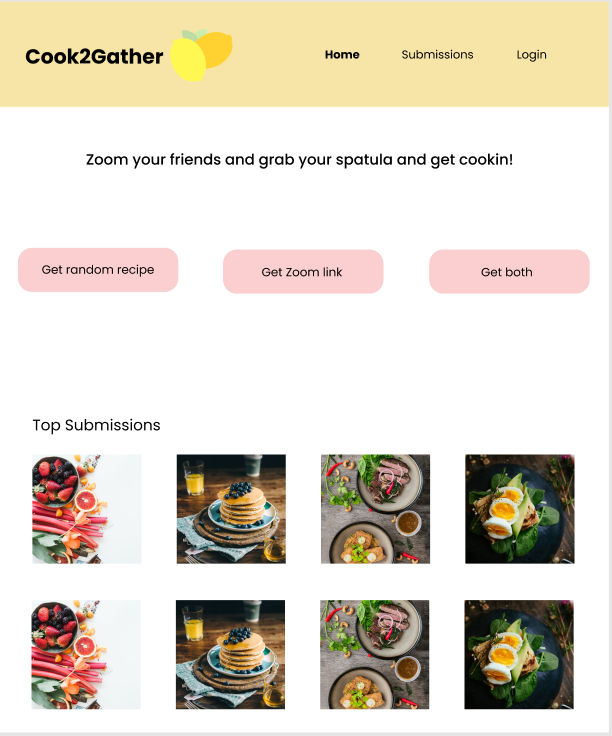 Cook2Gather
Home Submissions Login
Zoom your friends and grab your spatula and get cookin!
Get random recipe Get Zoom link Get both
Top Submissions